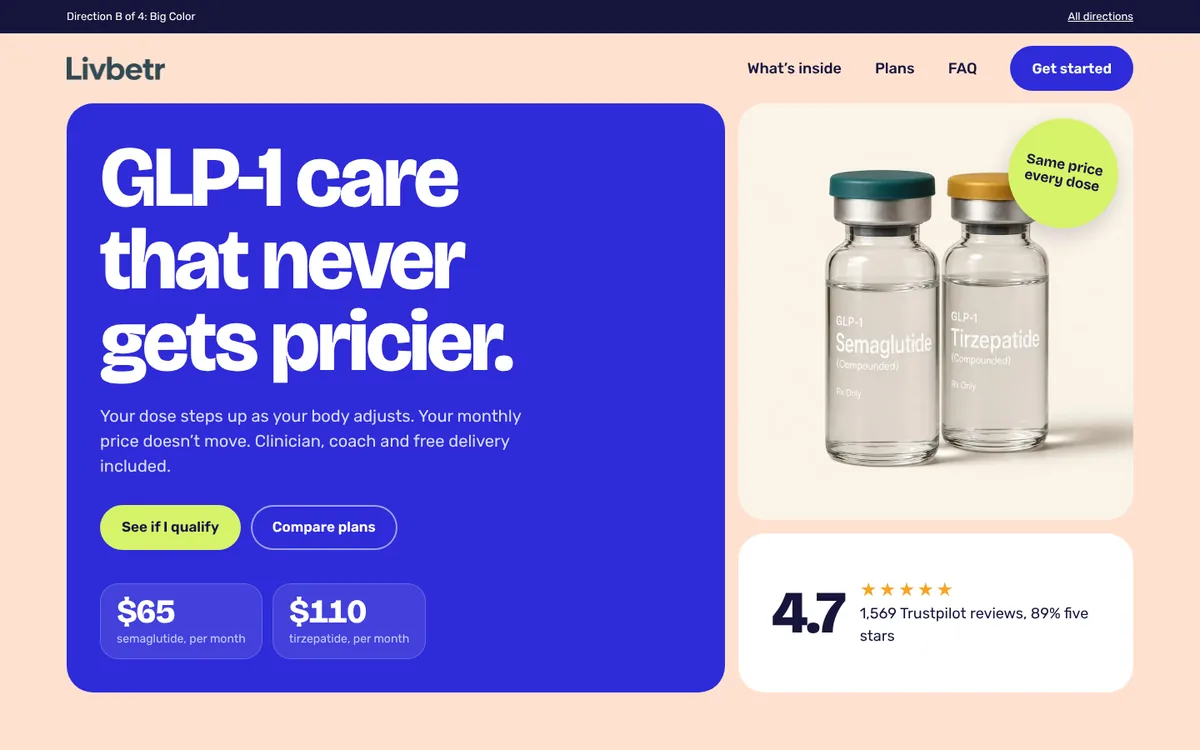 Direction B of 4: Big Color
All directions
Livbetr
What’s inside
Plans
FAQ
Get started
GLP-1 care
that never
gets pricier.
Your dose steps up as your body adjusts. Your monthly
price doesn’t move. Clinician, coach and free delivery
included.
See if I qualify
Compare plans
$65
semaglutide, per month
$110
tirzepatide, per month
Same price
every dose
GLP-1
Semaglutide
(Compounded)
Rx Only
GLP-1
Tirzepatide
(Compounded)
Rx Only
4.7
1,569 Trustpilot reviews, 89% five
stars